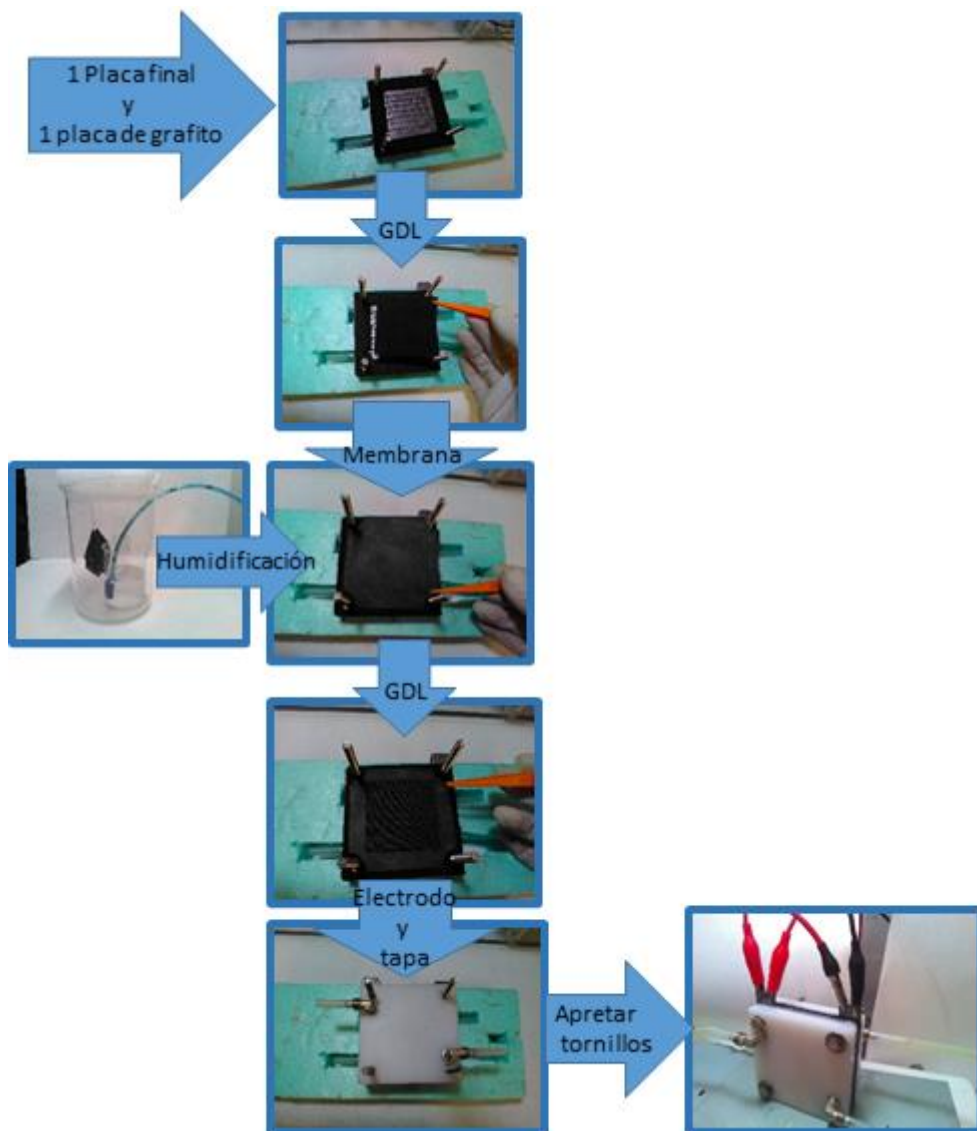 1 Placa final
y
1 placa de grafito
GDL
Membrana
Humidificación
GDL
Electrodo
y
tapa
Apretar
tornillos